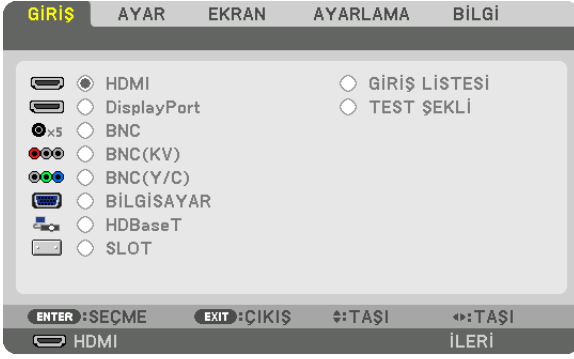 GİRİŞ AYAR EKRAN AYARLAMA BİLGİ
HDMI GİRİŞ LİSTESİ
DisplayPort TEST ŞEKLİ
×5 BNC
BNC(KV)
BNC(Y/C)
BİLGİSAYAR
HDBaseT
SLOT
ENTER :SEÇME EXIT :ÇIKIŞ :TAŞI :TAŞI
HDMI İLERİ